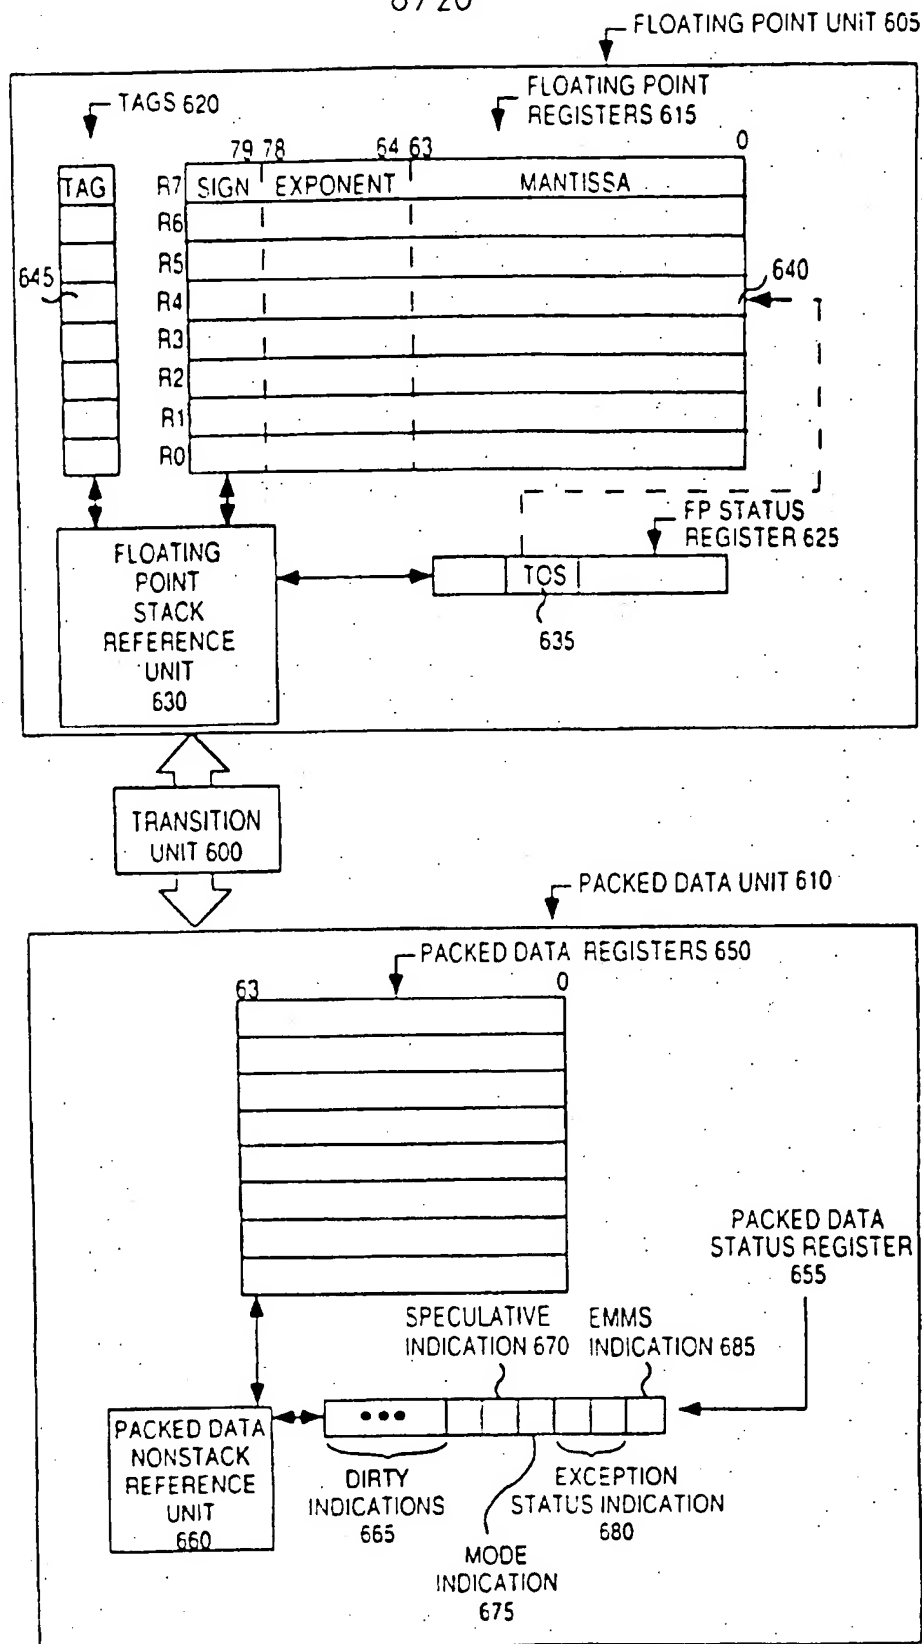 8/20
FLOATING POINT UNIT 605
TAGS 620
FLOATING POINT
REGISTERS 615
79 78 64 63 0
TAG R7 SIGN EXPONENT MANTISSA
R6
R5
645 R4 640
R3
R2
R1
R0
FP STATUS
REGISTER 625
TOS
635
FLOATING
POINT
STACK
REFERENCE
UNIT
630
TRANSITION
UNIT 600
PACKED DATA UNIT 610
PACKED DATA REGISTERS 650
63 0
PACKED DATA
STATUS REGISTER
655
SPECULATIVE
INDICATION 670
EMMS
INDICATION 685
PACKED DATA
NONSTACK
REFERENCE
UNIT
660
DIRTY
INDICATIONS
665
EXCEPTION
STATUS INDICATION
680
MODE
INDICATION
675